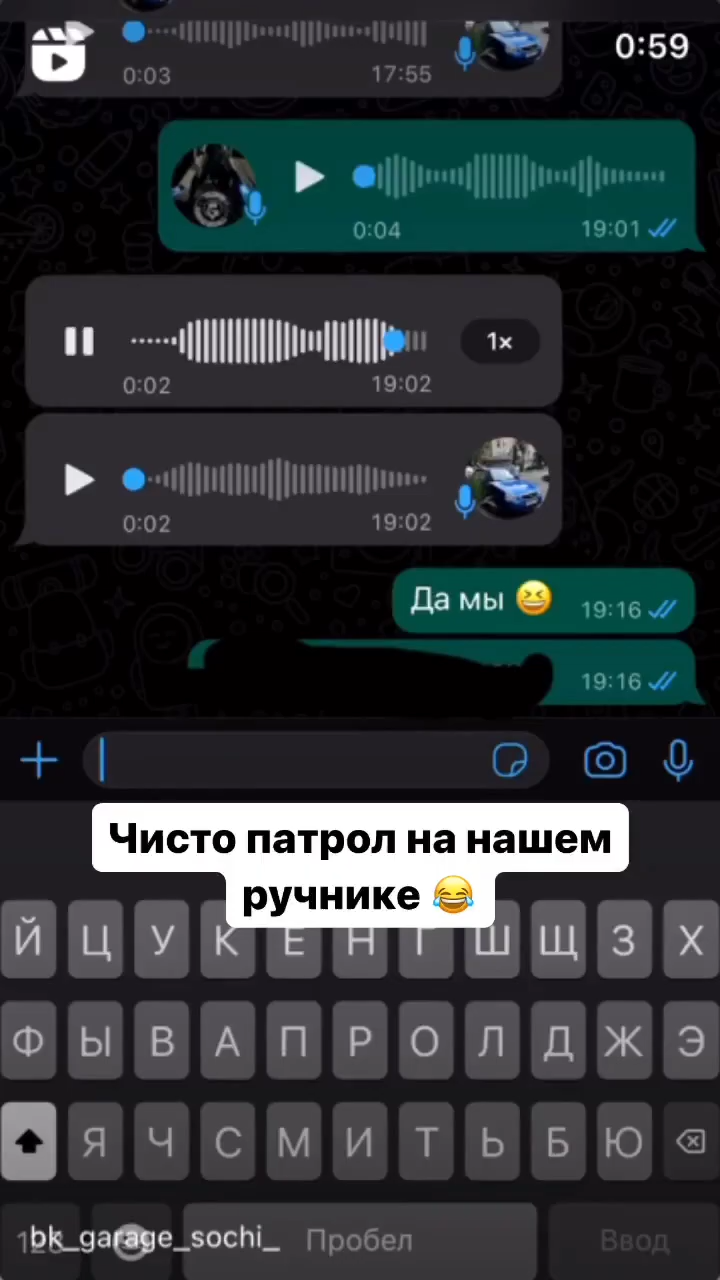 0:59
0:03 17:55
0:04 19:01
1×
0:02 19:02
0:02 19:02
Да мы 😆 19:16
19:16
Чисто патрол на нашем
ручнике 😂
Й Ц У К Е Н Г Ш Щ З Х
Ф Ы В А П Р О Л Д Ж Э
Я Ч С М И Т Ь Б Ю
bk_garage_sochi_ Пробел Ввод